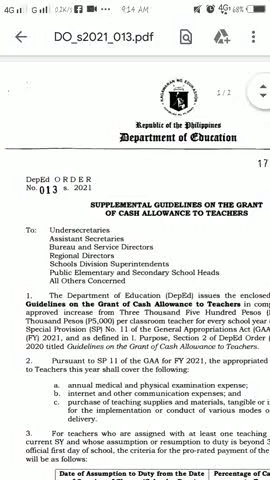 4G G 0.2K/s 9:14 AM 4G 68%
DO_s2021_013.pdf
1/2
Republic of the Philippines
Department of Education
17
DepEd ORDER
No. 013 s. 2021
SUPPLEMENTAL GUIDELINES ON THE GRANT
OF CASH ALLOWANCE TO TEACHERS
To: Undersecretaries
Assistant Secretaries
Bureau and Service Directors
Regional Directors
Schools Division Superintendents
Public Elementary and Secondary School Heads
All Others Concerned
1. The Department of Education (DepEd) issues the enclosed
Guidelines on the Grant of Cash Allowance to Teachers in com
approved increase from Three Thousand Five Hundred Pesos (
Thousand Pesos (P5,000) per classroom teacher for every school year
Special Provision (SP) No. 11 of the General Appropriations Act (GAA
(FY) 2021, and as defined in I. Purpose, Section 2 of DepEd Order (
2020 titled Guidelines on the Grant of Cash Allowance to Teachers.
2. Pursuant to SP 11 of the GAA for FY 2021, the appropriated
to Teachers this year shall cover the following:
a. annual medical and physical examination expense;
b. internet and other communication expenses; and
c. purchase of teaching supplies and materials, tangible or i
for the implementation or conduct of various modes o
delivery.
3. For teachers who are assigned with at least one teaching
current SY and whose assumption or resumption to duty is beyond 3
official first day of school, the criteria for the pro-rated payment of the
will be as follows:
Date of Assumption to Duty from the Date Percentage of Ca